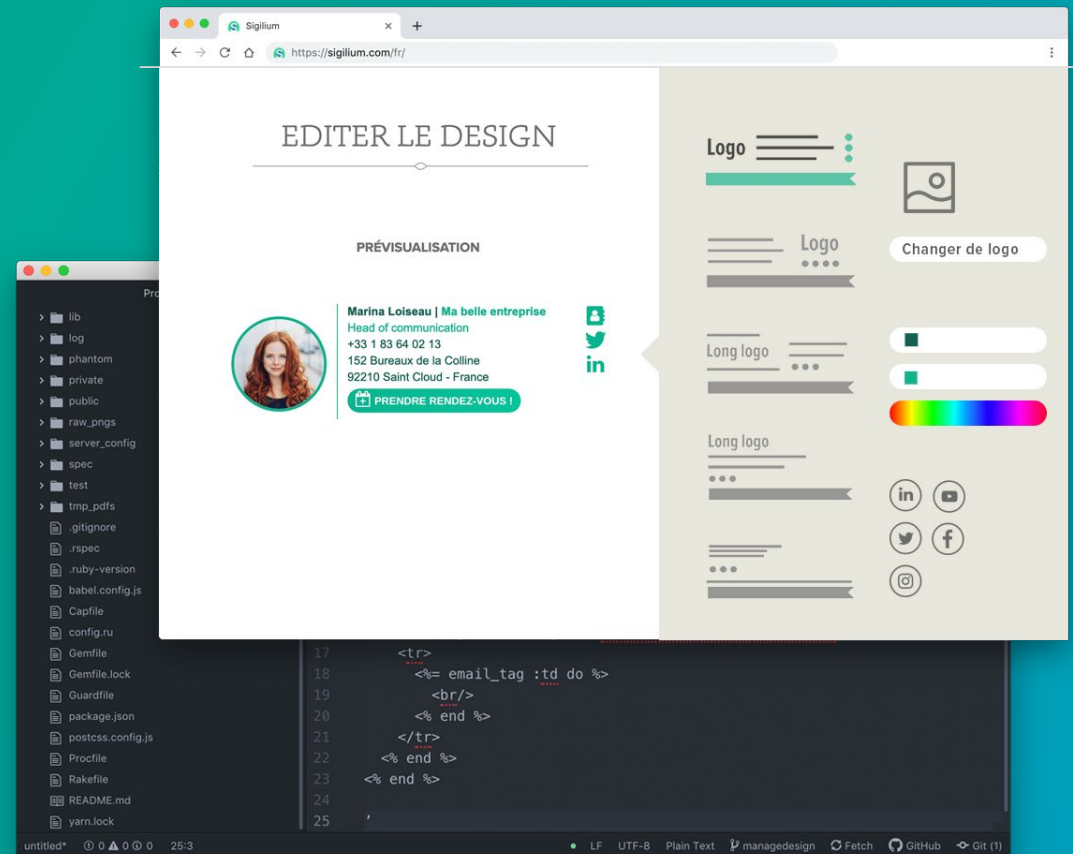 Sigilium
https://sigilium.com/fr/
EDITER LE DESIGN
PRÉVISUALISATION
Marina Loiseau | Ma belle entreprise
Head of communication
+33 1 83 64 02 13
152 Bureaux de la Colline
92210 Saint Cloud - France
PRENDRE RENDEZ-VOUS !
Logo
Logo
Long logo
Long logo
Changer de logo
in
in
Pro
lib
log
phantom
private
public
raw_pngs
server_config
spec
test
tmp_pdfs
.gitignore
.rspec
.ruby-version
babel.config.js
Capfile
config.ru
Gemfile
Gemfile.lock
Guardfile
package.json
postcss.config.js
Procfile
Rakefile
README.md
yarn.lock
17 <tr>
18 <%= email_tag :td do %>
19 <br/>
20 <% end %>
21 </tr>
22 <% end %>
23 <% end %>
24
25 ,
untitled* 0 0 0 25:3
LF UTF-8 Plain Text managedesign Fetch GitHub Git (1)